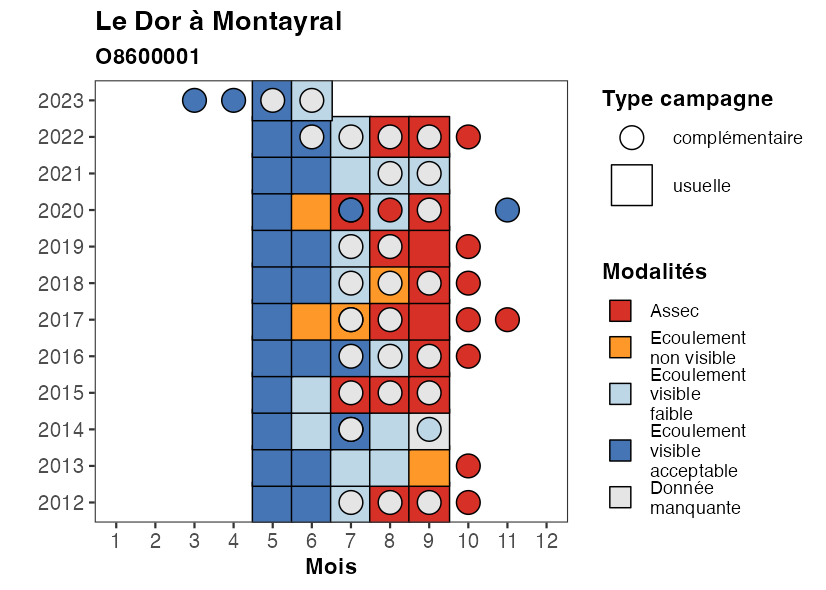 Le Dor à Montayral
O8600001
2023
2022
2021
2020
2019
2018
2017
2016
2015
2014
2013
2012
1 2 3 4 5 6 7 8 9 10 11 12
Mois
Type campagne
complémentaire
usuelle
Modalités
Assec
Ecoulement
non visible
Ecoulement
visible
faible
Ecoulement
visible
acceptable
Donnée
manquante